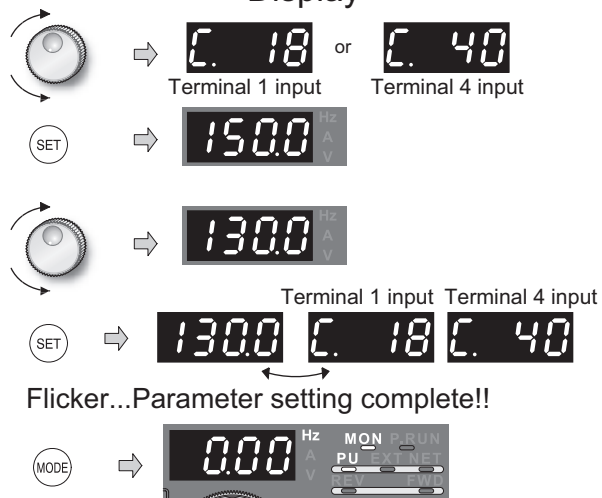 Display
C. 18 or C. 40
Terminal 1 input Terminal 4 input
SET 150.0 Hz
A
V
130.0 Hz
A
V
Terminal 1 input Terminal 4 input
SET 130.0 C. 18 C. 40
Flicker...Parameter setting complete!!
MODE 0.00 Hz MON P.RUN
A PU EXT NET
V REV FWD